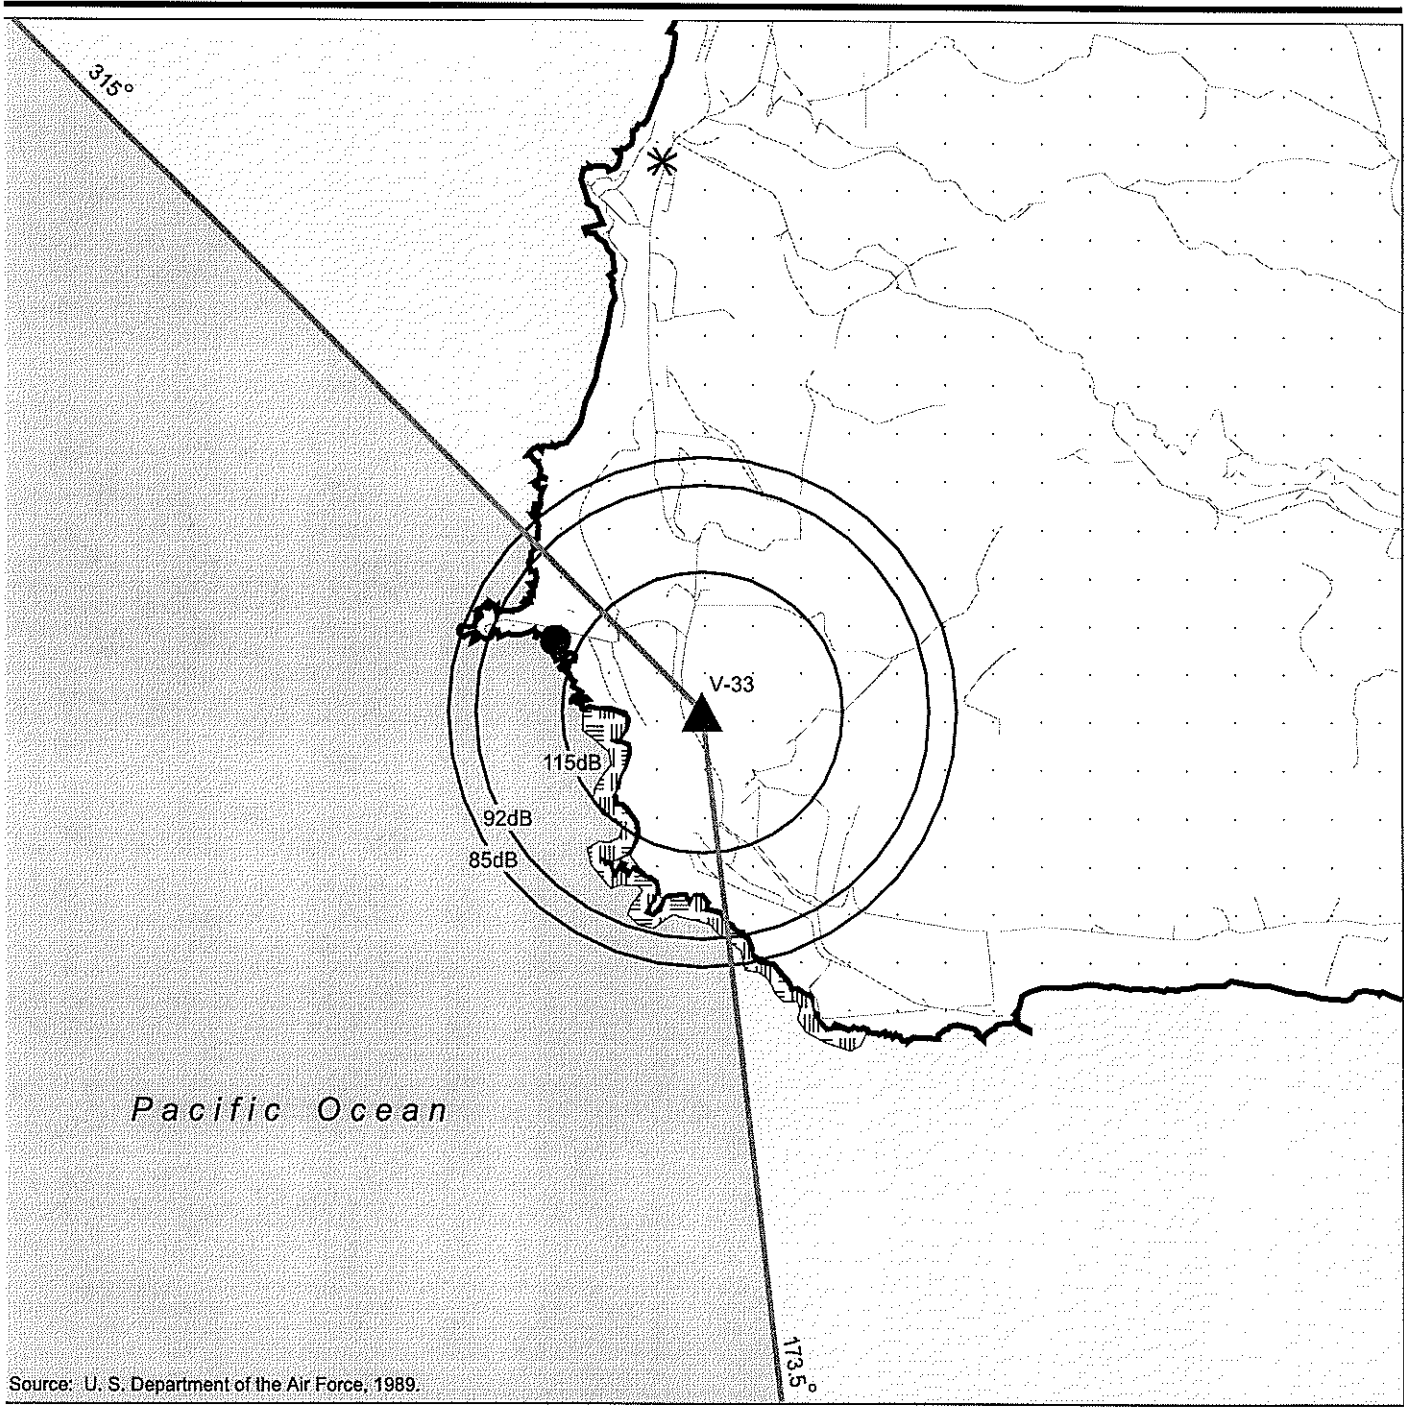 315°
V-33
115dB
92dB
85dB
Pacific Ocean
173.5°
Source: U. S. Department of the Air Force, 1989.